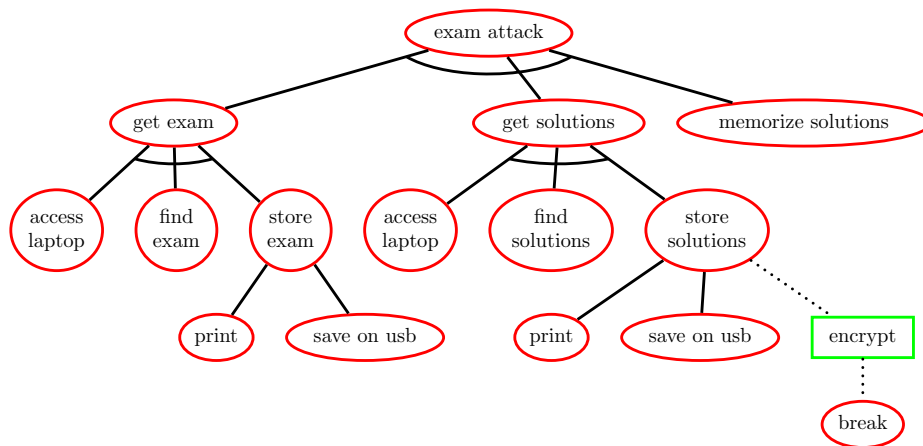 exam attack
get exam
get solutions
memorize solutions
access
laptop
find
exam
store
exam
access
laptop
find
solutions
store
solutions
print
save on usb
print
save on usb
encrypt
break